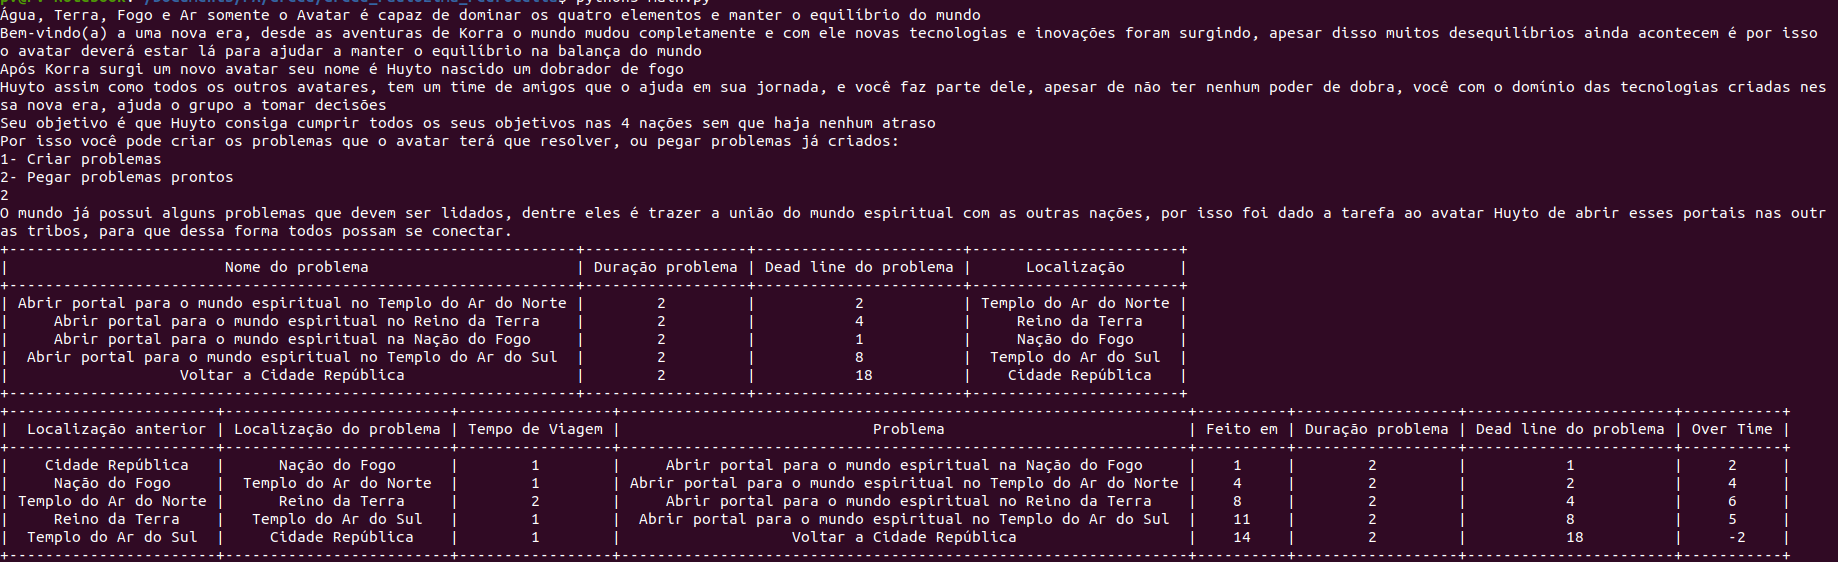 Água, Terra, Fogo e Ar somente o Avatar é capaz de dominar os quatro elementos e manter o equilíbrio do mundo
Bem-vindo(a) a uma nova era, desde as aventuras de Korra o mundo mudou completamente e com ele novas tecnologias e inovações foram surgindo, apesar disso muitos desequilíbrios ainda acontecem é por isso
o avatar deverá estar lá para ajudar a manter o equilíbrio na balança do mundo
Após Korra surgi um novo avatar seu nome é Huyto nascido um dobrador de fogo
Huyto assim como todos os outros avatares, tem um time de amigos que o ajuda em sua jornada, e você faz parte dele, apesar de não ter nenhum poder de dobra, você com o domínio das tecnologias criadas nes
sa nova era, ajuda o grupo a tomar decisões
Seu objetivo é que Huyto consiga cumprir todos os seus objetivos nas 4 nações sem que haja nenhum atraso
Por isso você pode criar os problemas que o avatar terá que resolver, ou pegar problemas já criados:
1- Criar problemas
2- Pegar problemas prontos
2
O mundo já possui alguns problemas que devem ser lidados, dentre eles é trazer a união do mundo espiritual com as outras nações, por isso foi dado a tarefa ao avatar Huyto de abrir esses portais nas outr
as tribos, para que dessa forma todos possam se conectar.
| Nome do problema | Duração problema | Dead line do problema | Localização |
| Abrir portal para o mundo espiritual no Templo do Ar do Norte | 2 | 2 | Templo do Ar do Norte |
| Abrir portal para o mundo espiritual no Reino da Terra | 2 | 4 | Reino da Terra |
| Abrir portal para o mundo espiritual na Nação do Fogo | 2 | 1 | Nação do Fogo |
| Abrir portal para o mundo espiritual no Templo do Ar do Sul | 2 | 8 | Templo do Ar do Sul |
| Voltar a Cidade República | 2 | 18 | Cidade República |
| Localização anterior | Localização do problema | Tempo de Viagem | Problema | Feito em | Duração problema | Dead line do problema | Over Time |
| Cidade República | Nação do Fogo | 1 | Abrir portal para o mundo espiritual na Nação do Fogo | 1 | 2 | 1 | 2 |
| Nação do Fogo | Templo do Ar do Norte | 1 | Abrir portal para o mundo espiritual no Templo do Ar do Norte | 4 | 2 | 2 | 4 |
| Templo do Ar do Norte | Reino da Terra | 2 | Abrir portal para o mundo espiritual no Reino da Terra | 8 | 2 | 4 | 6 |
| Reino da Terra | Templo do Ar do Sul | 1 | Abrir portal para o mundo espiritual no Templo do Ar do Sul | 11 | 2 | 8 | 5 |
| Templo do Ar do Sul | Cidade República | 1 | Voltar a Cidade República | 14 | 2 | 18 | -2 |